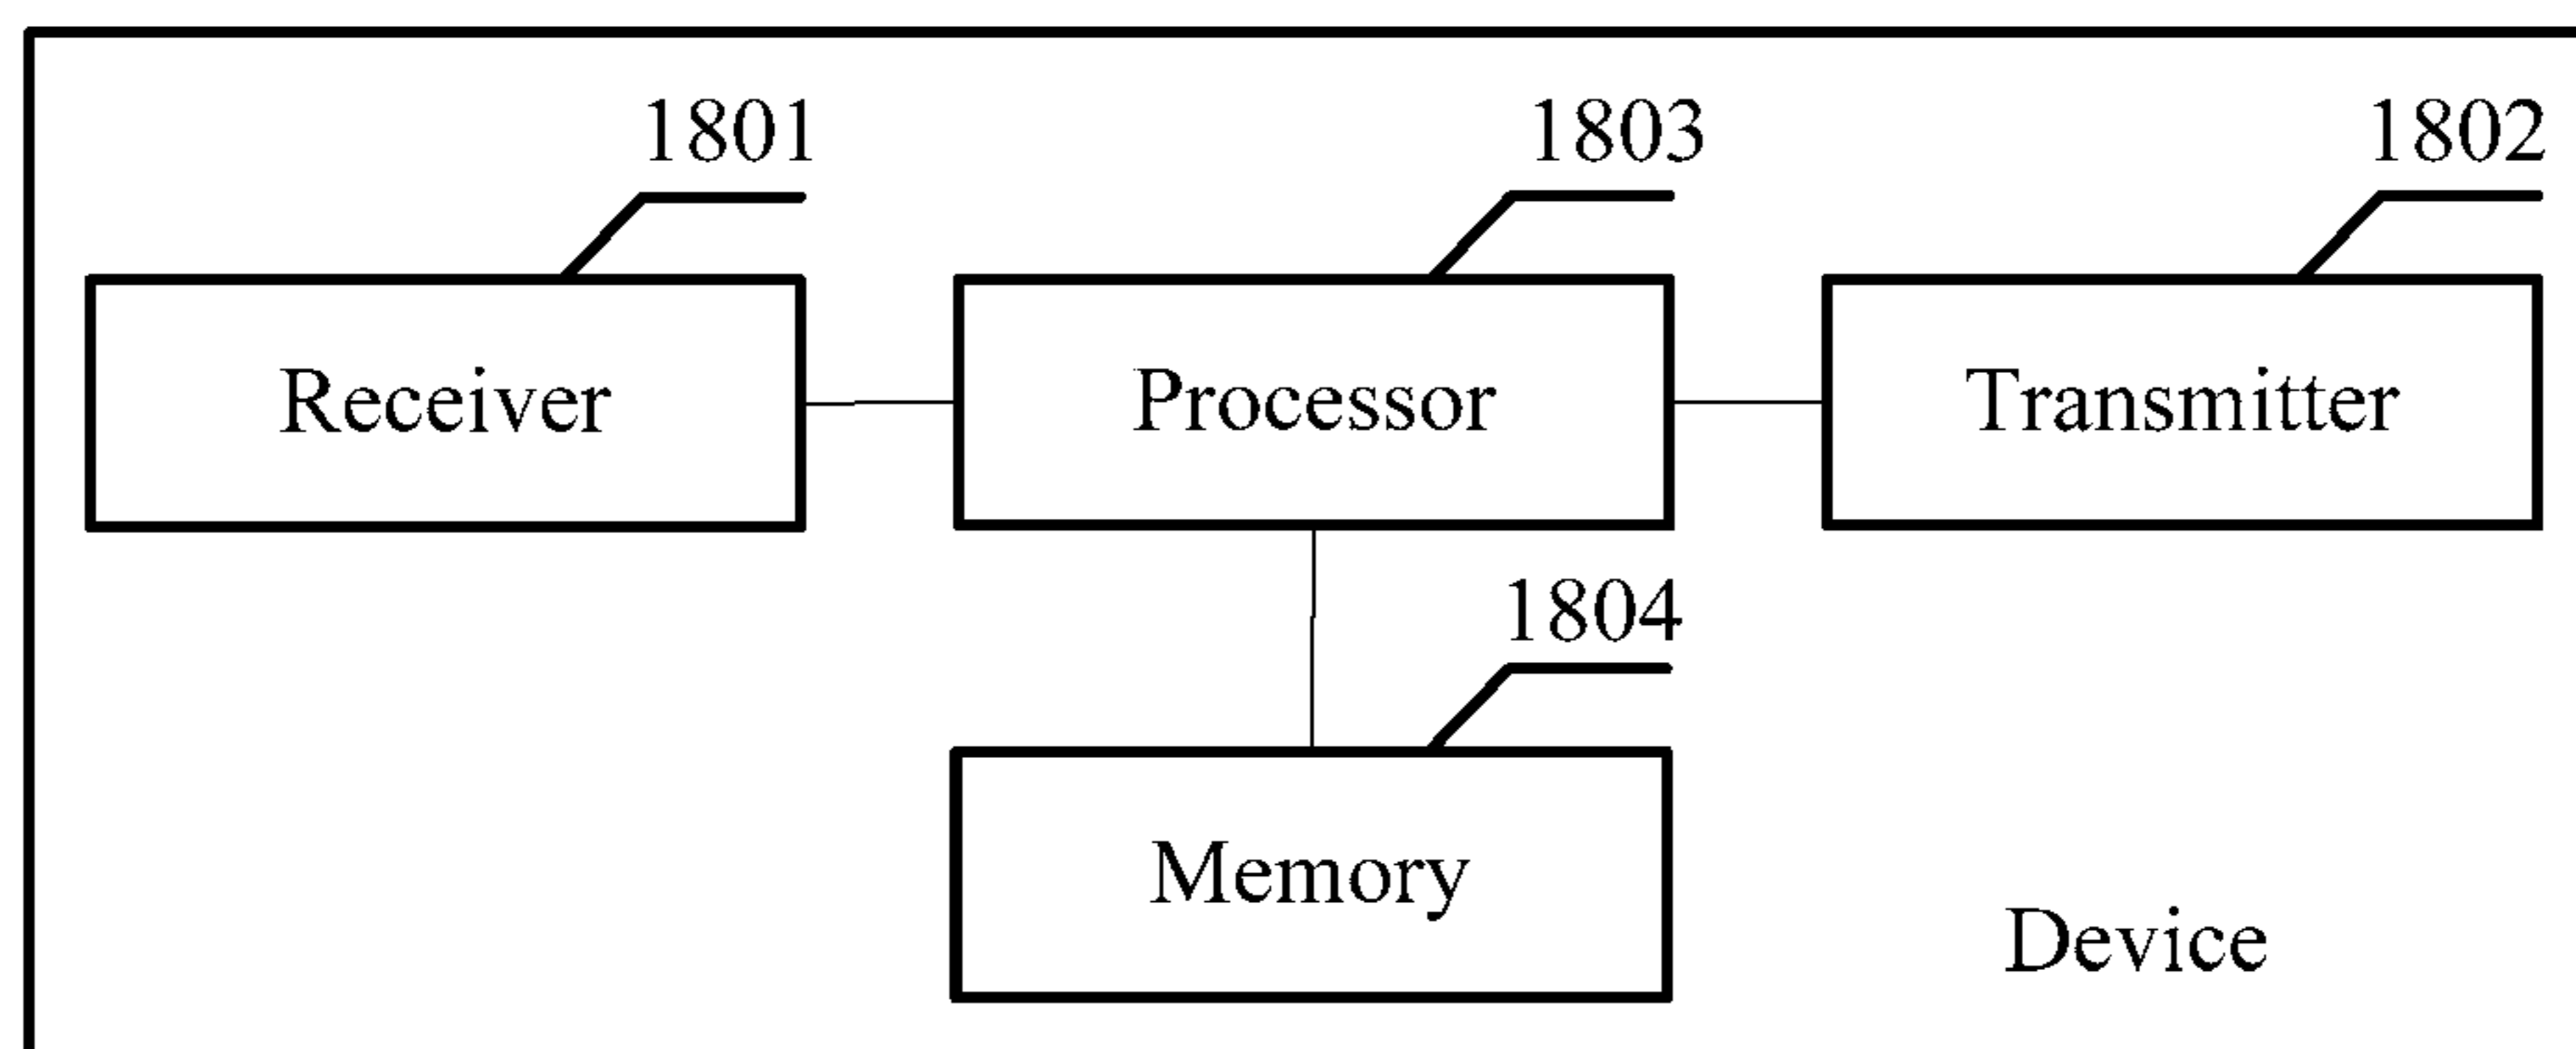 1801
1803
1802
Receiver
Processor
Transmitter
1804
Memory
Device